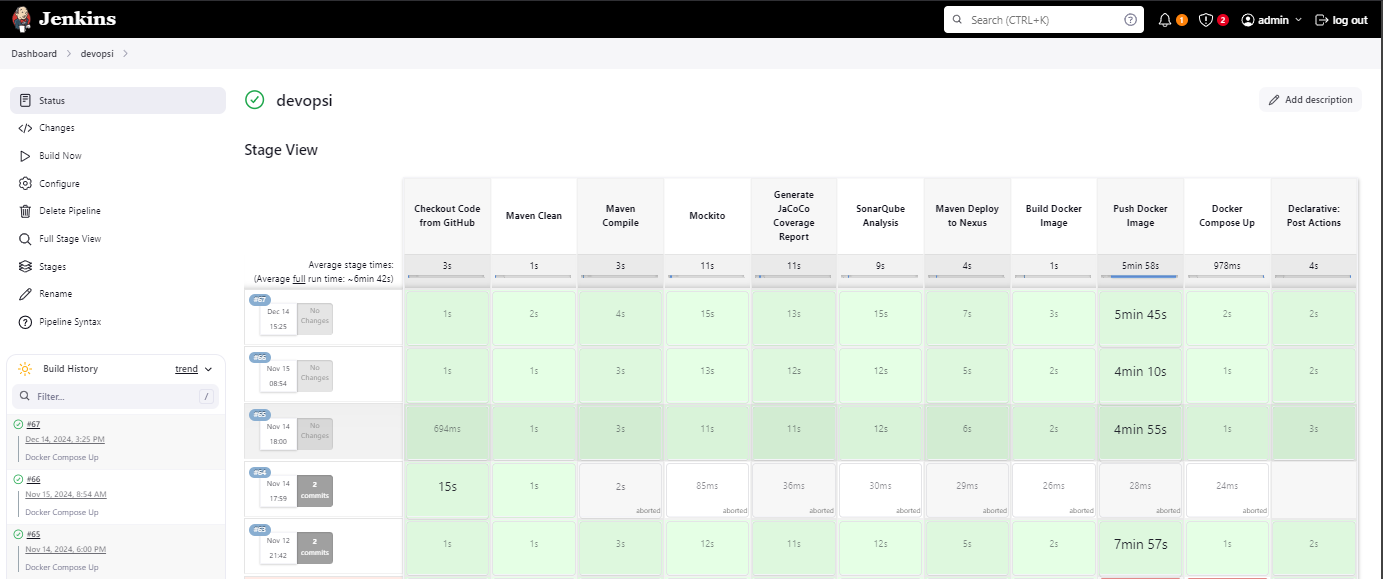 Jenkins
Search (CTRL+K)
1
2
admin
log out
Dashboard
devopsi
Status
Changes
Build Now
Configure
Delete Pipeline
Full Stage View
Stages
Rename
Pipeline Syntax
Build History
trend
Filter...
/
#67
Dec 14, 2024, 3:25 PM
Docker Compose Up
#66
Nov 15, 2024, 8:54 AM
Docker Compose Up
#65
Nov 14, 2024, 6:00 PM
Docker Compose Up
devopsi
Add description
Stage View
Checkout Code
from GitHub
Maven Clean
Maven
Compile
Mockito
Generate
JaCoCo
Coverage
Report
SonarQube
Analysis
Maven Deploy
to Nexus
Build Docker
Image
Push Docker
Image
Docker
Compose Up
Declarative:
Post Actions
Average stage times:
(Average full run time: ~6min 42s)
3s 1s 3s 11s 11s 9s 4s 1s 5min 58s 978ms 4s
#67
Dec 14
15:25
No
Changes
1s 2s 4s 15s 13s 15s 7s 3s 5min 45s 2s 2s
#66
Nov 15
08:54
No
Changes
1s 1s 3s 13s 12s 12s 5s 2s 4min 10s 1s 2s
#65
Nov 14
18:00
No
Changes
694ms 1s 3s 11s 11s 12s 6s 2s 4min 55s 1s 3s
#64
Nov 14
17:59
2
commits
15s 1s 2s 85ms 36ms 30ms 29ms 26ms 28ms 24ms
aborted aborted aborted aborted aborted aborted aborted aborted
#63
Nov 12
21:42
2
commits
1s 1s 3s 12s 11s 12s 5s 2s 7min 57s 1s 2s